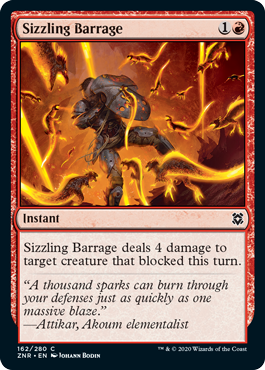 Sizzling Barrage 1
Instant
Sizzling Barrage deals 4 damage to
target creature that blocked this turn.
“A thousand sparks can burn through
your defenses just as quickly as one
massive blaze.”
—Attikar, Akoum elementalist
162/280 C
ZNR • EN Johann Bodin ™ & © 2020 Wizards of the Coast